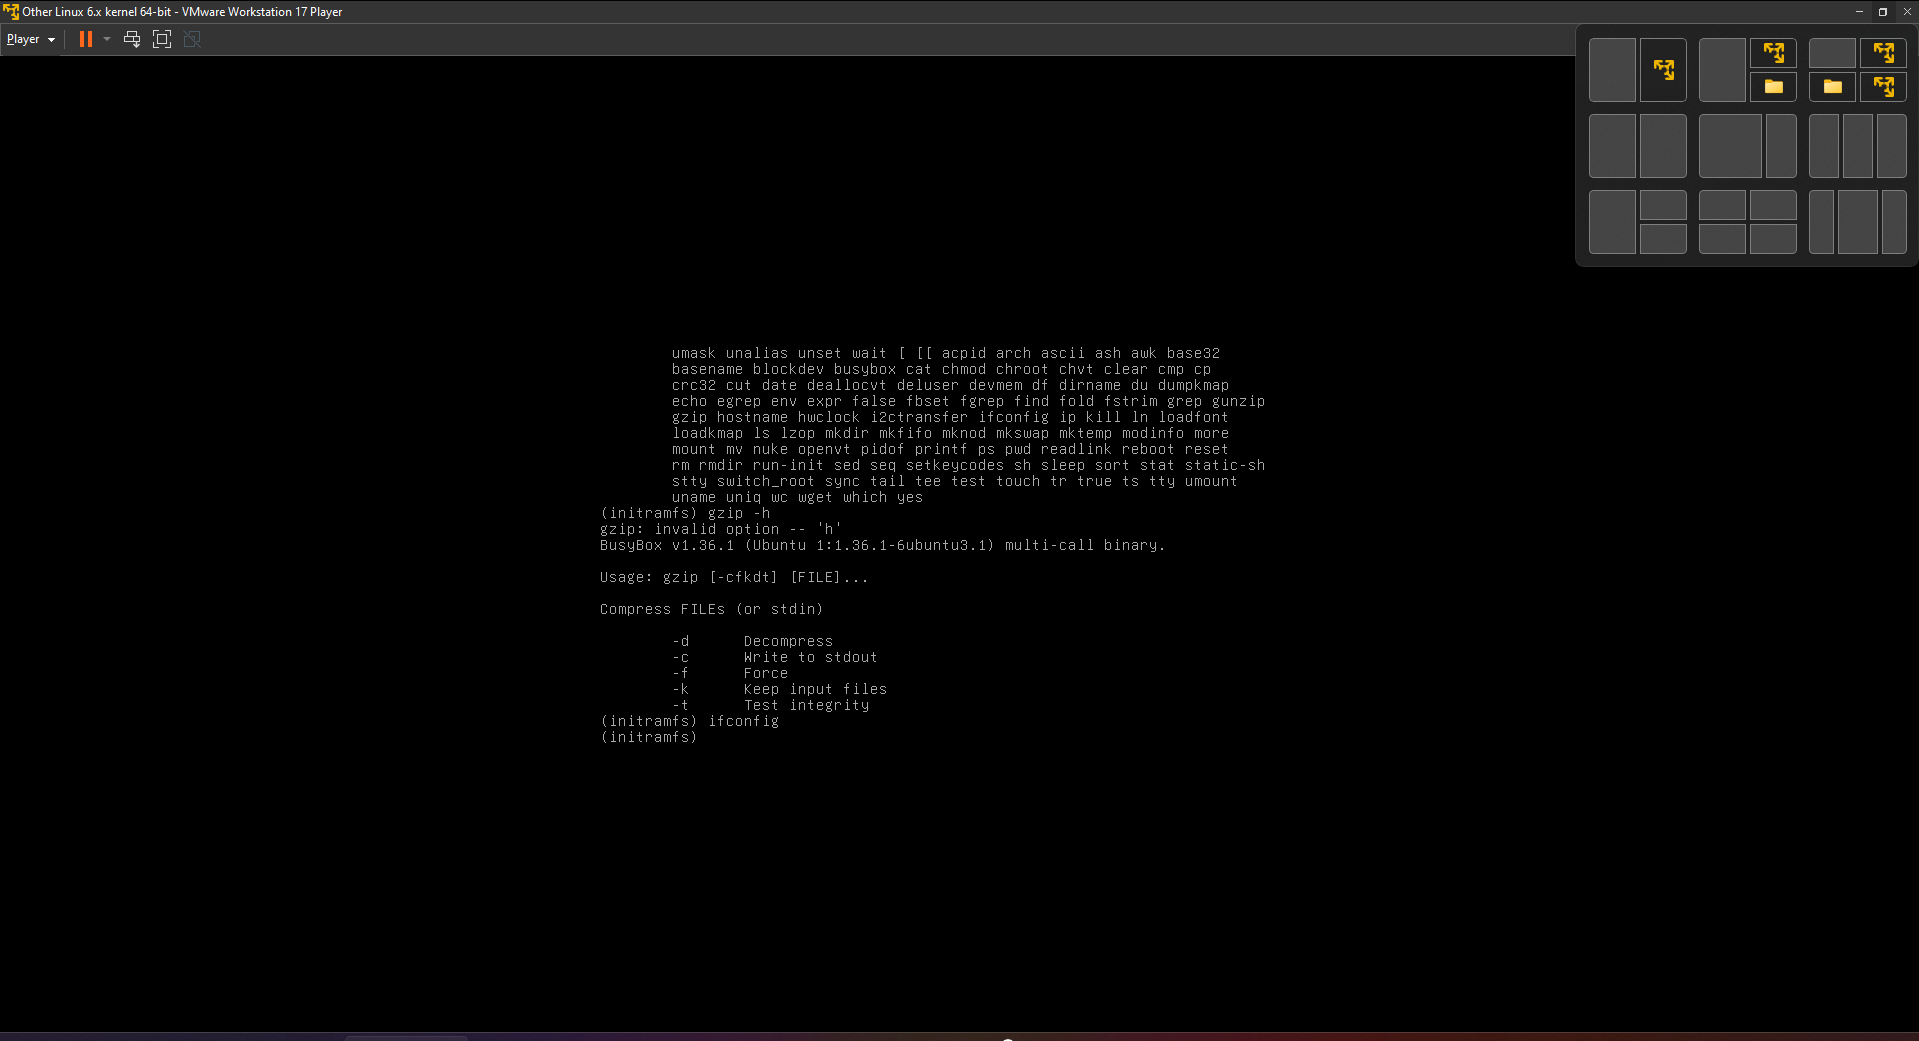 Other Linux 6.x kernel 64-bit - VMware Workstation 17 Player
Player
umask unalias unset wait [ [[ acpid arch ascii ash awk base32
basename blockdev busybox cat chmod chroot chvt clear cmp cp
crc32 cut date deallocvt deluser devmem df dirname du dumpkmap
echo egrep env expr false fbset fgrep find fold fstrim grep gunzip
gzip hostname hwclock i2ctransfer ifconfig ip kill ln loadfont
loadkmap ls lzop mkdir mkfifo mknod mkswap mktemp modinfo more
mount mv nuke openvt pidof printf ps pwd readlink reboot reset
rm rmdir run-init sed seq setkeycodes sh sleep sort stat static-sh
stty switch_root sync tail tee test touch tr true ts tty umount
uname uniq wc wget which yes
(initramfs) gzip -h
gzip: invalid option -- 'h'
BusyBox v1.36.1 (Ubuntu 1:1.36.1-6ubuntu3.1) multi-call binary.
Usage: gzip [-cfkdt] [FILE]...
Compress FILEs (or stdin)
-d Decompress
-c Write to stdout
-f Force
-k Keep input files
-t Test integrity
(initramfs) ifconfig
(initramfs)